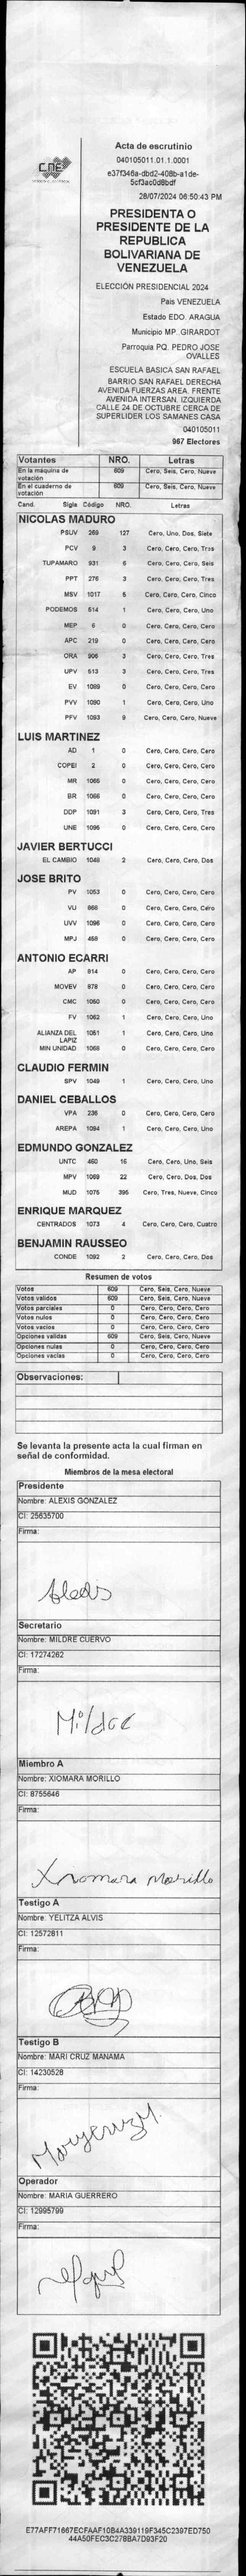 CNE
Acta de escrutinio
040105011.01.1.0001
e37f346a-dbd2-408b-a1de-
5cf3ac0d8bdf
28/07/2024 06:50:43 PM
PRESIDENTA O
PRESIDENTE DE LA
REPUBLICA
BOLIVARIANA DE
VENEZUELA
ELECCIÓN PRESIDENCIAL 2024
Pais VENEZUELA
Estado EDO. ARAGUA
Municipio MP. GIRARDOT
Parroquia PQ. PEDRO JOSE
OVALLES
ESCUELA BASICA SAN RAFAEL
BARRIO SAN RAFAEL DERECHA
AVENIDA FUERZAS AREA. FRENTE
AVENIDA INTERSAN. IZQUIERDA
CALLE 24 DE OCTUBRE CERCA DE
SUPERLIDER LOS SAMANES CASA
040105011
967 Electores
Votantes NRO. Letras
En la máquina de votación 609 Cero, Seis, Cero, Nueve
En el cuaderno de votación 609 Cero, Seis, Cero, Nueve
Cand. Sigla Código NRO. Letras
NICOLAS MADURO
PSUV 269 127 Cero, Uno, Dos, Siete
PCV 9 3 Cero, Cero, Cero, Tres
TUPAMARO 931 6 Cero, Cero, Cero, Seis
PPT 276 3 Cero, Cero, Cero, Tres
MSV 1017 5 Cero, Cero, Cero, Cinco
PODEMOS 514 1 Cero, Cero, Cero, Uno
MEP 6 0 Cero, Cero, Cero, Cero
APC 219 0 Cero, Cero, Cero, Cero
ORA 906 3 Cero, Cero, Cero, Tres
UPV 513 3 Cero, Cero, Cero, Tres
EV 1089 0 Cero, Cero, Cero, Cero
PVV 1090 1 Cero, Cero, Cero, Uno
PFV 1093 9 Cero, Cero, Cero, Nueve
LUIS MARTINEZ
AD 1 0 Cero, Cero, Cero, Cero
COPEI 2 0 Cero, Cero, Cero, Cero
MR 1065 0 Cero, Cero, Cero, Cero
BR 1066 0 Cero, Cero, Cero, Cero
DDP 1091 3 Cero, Cero, Cero, Tres
UNE 1095 0 Cero, Cero, Cero, Cero
JAVIER BERTUCCI
EL CAMBIO 1048 2 Cero, Cero, Cero, Dos
JOSE BRITO
PV 1053 0 Cero, Cero, Cero, Cero
VU 668 0 Cero, Cero, Cero, Cero
UVV 1096 0 Cero, Cero, Cero, Cero
MPJ 458 0 Cero, Cero, Cero, Cero
ANTONIO ECARRI
AP 914 0 Cero, Cero, Cero, Cero
MOVEV 878 0 Cero, Cero, Cero, Cero
CMC 1050 0 Cero, Cero, Cero, Cero
FV 1062 1 Cero, Cero, Cero, Uno
ALIANZA DEL LAPIZ 1051 1 Cero, Cero, Cero, Uno
MIN UNIDAD 1068 0 Cero, Cero, Cero, Cero
CLAUDIO FERMIN
SPV 1049 1 Cero, Cero, Cero, Uno
DANIEL CEBALLOS
VPA 236 0 Cero, Cero, Cero, Cero
AREPA 1094 1 Cero, Cero, Cero, Uno
EDMUNDO GONZALEZ
UNTC 460 16 Cero, Cero, Uno, Seis
MPV 1069 22 Cero, Cero, Dos, Dos
MUD 1075 395 Cero, Tres, Nueve, Cinco
ENRIQUE MARQUEZ
CENTRADOS 1073 4 Cero, Cero, Cero, Cuatro
BENJAMIN RAUSSEO
CONDE 1092 2 Cero, Cero, Cero, Dos
Resumen de votos
Votos 609 Cero, Seis, Cero, Nueve
Votos validos 609 Cero, Seis, Cero, Nueve
Votos parciales 0 Cero, Cero, Cero, Cero
Votos nulos 0 Cero, Cero, Cero, Cero
Votos vacios 0 Cero, Cero, Cero, Cero
Opciones validas 609 Cero, Seis, Cero, Nueve
Opciones nulas 0 Cero, Cero, Cero, Cero
Opciones vacias 0 Cero, Cero, Cero, Cero
Observaciones:
Se levanta la presente acta la cual firman en
señal de conformidad.
Miembros de la mesa electoral
Presidente
Nombre: ALEXIS GONZALEZ
CI: 25635700
Firma:
Alexis
Secretario
Nombre: MILDRE CUERVO
CI: 17274262
Firma:
Miembro A
Nombre: XIOMARA MORILLO
CI: 8755646
Firma:
Xiomara Morillo
Testigo A
Nombre: YELITZA ALVIS
CI: 12572811
Firma:
Testigo B
Nombre: MARI CRUZ MANAMA
CI: 14230528
Firma:
Marycruz M.
Operador
Nombre: MARIA GUERRERO
CI: 12995799
Firma:
E77AFF71667ECFAAF10B4A339119F345C2397ED750
44A50FEC3C278BA7D93F20